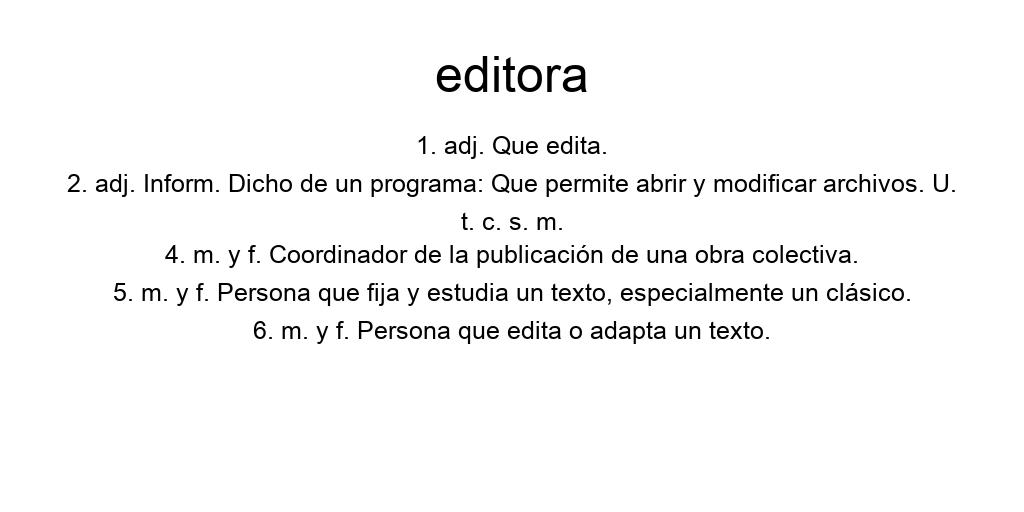 editora
1. adj. Que edita.
2. adj. Inform. Dicho de un programa: Que permite abrir y modificar archivos. U.
t. c. s. m.
4. m. y f. Coordinador de la publicación de una obra colectiva.
5. m. y f. Persona que fija y estudia un texto, especialmente un clásico.
6. m. y f. Persona que edita o adapta un texto.